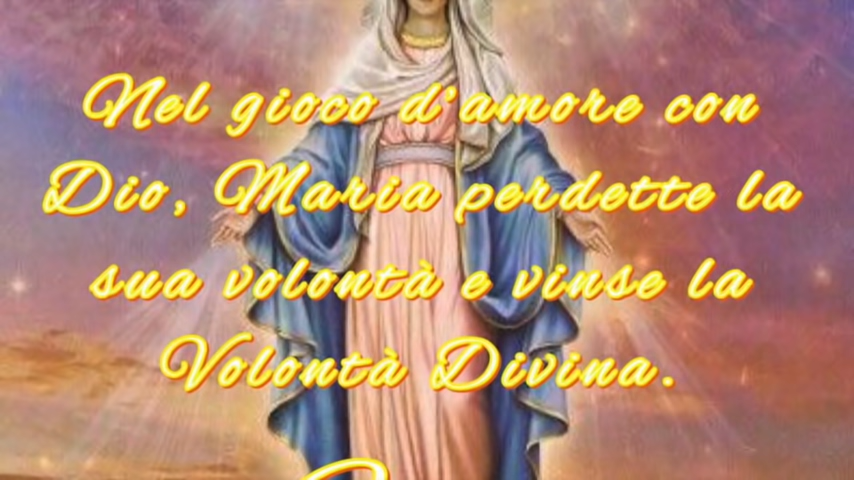 Nel gioco d'amore con
Dio, Maria perdette la
sua volontà e vinse la
Volontà Divina.